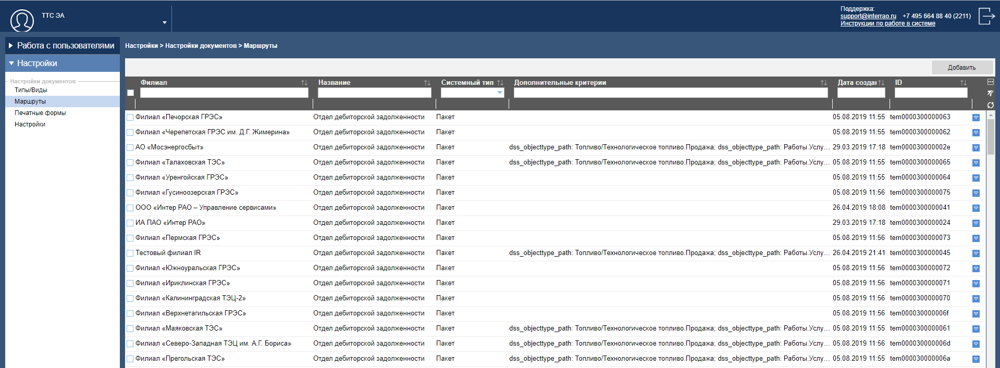 ТТС ЭА
Поддержка:
support@interrao.ru +7 495 664 88 40 (2211)
Инструкции по работе в системе
Работа с пользователями
Настройки
Настройки документов
Типы/Виды
Маршруты
Печатные формы
Настройки
Настройки > Настройки документов > Маршруты
Добавить
Филиал Название Системный тип Дополнительные критерии Дата создан ID
Филиал «Печорская ГРЭС» Отдел дебиторской задолженности Пакет 05.08.2019 11:55 tem0000300000063
Филиал «Черепетская ГРЭС им. Д.Г. Жимерина» Отдел дебиторской задолженности Пакет 05.08.2019 11:55 tem0000300000062
АО «Мосэнергосбыт» Отдел дебиторской задолженности Пакет dss_objecttype_path: Топливо/Технологическое топливо.Продажа; dss_objecttype_path: Работы.Услу... 29.03.2019 17:18 tem000030000002e
Филиал «Талаховская ТЭС» Отдел дебиторской задолженности Пакет dss_objecttype_path: Топливо/Технологическое топливо.Продажа; dss_objecttype_path: Работы.Услу... 05.08.2019 11:55 tem0000300000065
Филиал «Уренгойская ГРЭС» Отдел дебиторской задолженности Пакет 05.08.2019 11:55 tem0000300000064
Филиал «Гусиноозерская ГРЭС» Отдел дебиторской задолженности Пакет 05.08.2019 11:56 tem0000300000075
ООО «Интер РАО – Управление сервисами» Отдел дебиторской задолженности Пакет 26.04.2019 18:08 tem0000300000041
ИА ПАО «Интер РАО» Отдел дебиторской задолженности Пакет 29.03.2019 17:18 tem0000300000024
Филиал «Пермская ГРЭС» Отдел дебиторской задолженности Пакет 05.08.2019 11:56 tem0000300000073
Тестовый филиал IR Отдел дебиторской задолженности Пакет dss_objecttype_path: Топливо/Технологическое топливо.Продажа; dss_objecttype_path: Работы.Услу... 26.04.2019 21:41 tem0000300000045
Филиал «Южноуральская ГРЭС» Отдел дебиторской задолженности Пакет 05.08.2019 11:56 tem0000300000072
Филиал «Ириклинская ГРЭС» Отдел дебиторской задолженности Пакет 05.08.2019 11:56 tem0000300000071
Филиал «Калининградская ТЭЦ-2» Отдел дебиторской задолженности Пакет 05.08.2019 11:56 tem0000300000070
Филиал «Верхнетагильская ГРЭС» Отдел дебиторской задолженности Пакет 05.08.2019 11:56 tem000030000006f
Филиал «Маяковская ТЭС» Отдел дебиторской задолженности Пакет dss_objecttype_path: Топливо/Технологическое топливо.Продажа; dss_objecttype_path: Работы.Услу... 05.08.2019 11:55 tem0000300000061
Филиал «Северо-Западная ТЭЦ им. А.Г. Бориса» Отдел дебиторской задолженности Пакет dss_objecttype_path: Топливо/Технологическое топливо.Продажа; dss_objecttype_path: Работы.Услу... 05.08.2019 11:56 tem000030000006d
Филиал «Прегольская ТЭС» Отдел дебиторской задолженности Пакет dss_objecttype_path: Топливо/Технологическое топливо.Продажа; dss_objecttype_path: Работы.Услу... 05.08.2019 11:55 tem000030000006a